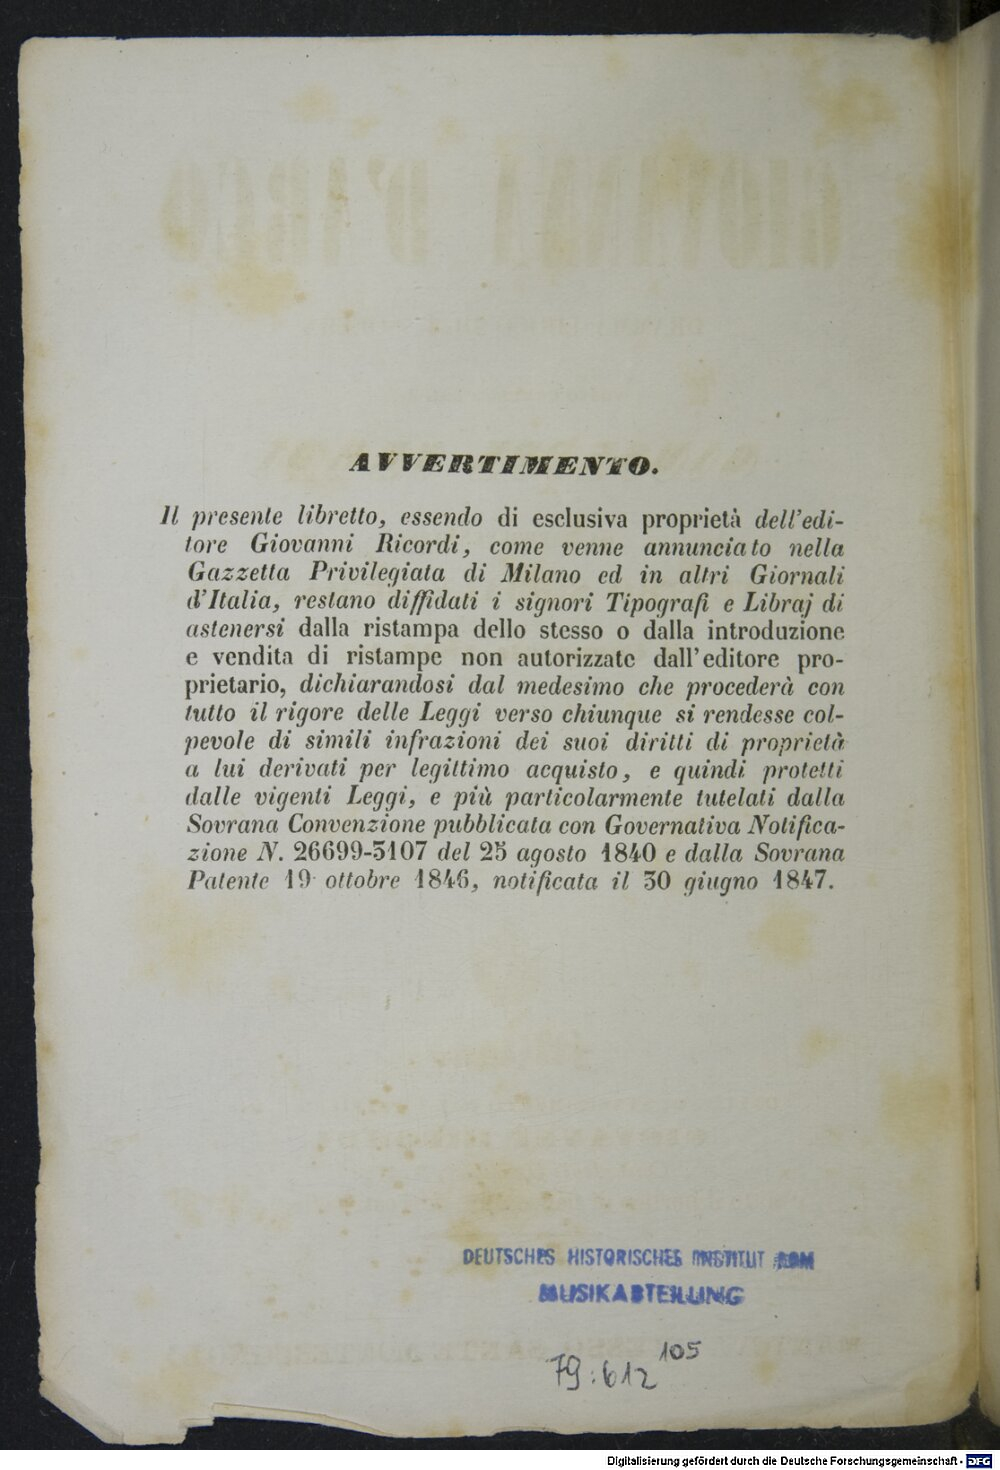 AVVERTIMENTO.
Il presente libretto, essendo di esclusiva proprietà dell'edi-
tore Giovanni Ricordi, come venne annunciato nella
Gazzetta Privilegiata di Milano ed in altri Giornali
d'Italia, restano diffidati i signori Tipografi e Libraj di
astenersi dalla ristampa dello stesso o dalla introduzione
e vendita di ristampe non autorizzate dall'editore pro-
prietario, dichiarandosi dal medesimo che procederà con
tutto il rigore delle Leggi verso chiunque si rendesse col-
pevole di simili infrazioni dei suoi diritti di proprietà
a lui derivati per legittimo acquisto, e quindi protetti
dalle vigenti Leggi, e più particolarmente tutelati dalla
Sovrana Convenzione pubblicata con Governativa Notifica-
zione N. 26699-3107 del 25 agosto 1840 e dalla Sovrana
Patente 19 ottobre 1846, notificata il 30 giugno 1847.
DEUTSCHES HISTORISCHES INSTITUT ROM
MUSIKABTEILUNG
79:612 105
Digitalisierung gefördert durch die Deutsche Forschungsgemeinschaft - DFG